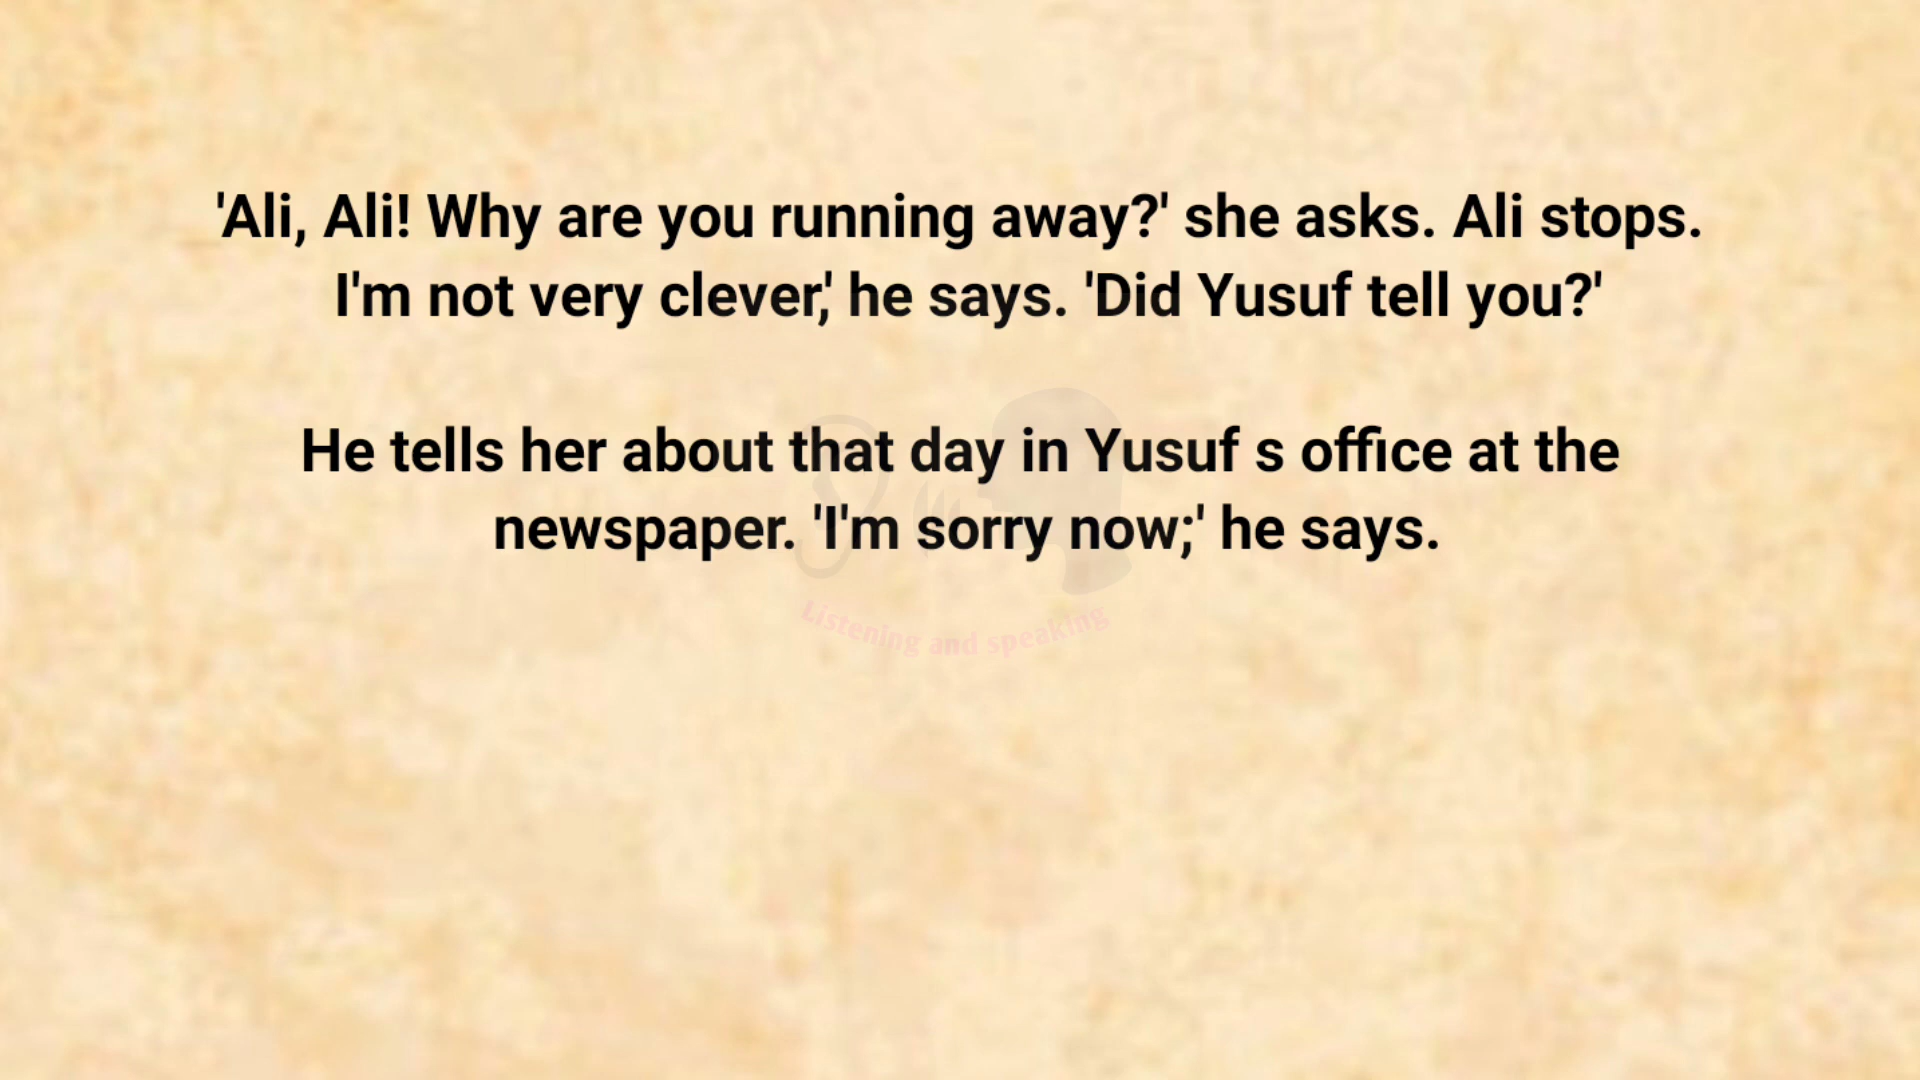 'Ali, Ali! Why are you running away?' she asks. Ali stops.
I'm not very clever,' he says. 'Did Yusuf tell you?'
He tells her about that day in Yusuf s office at the
newspaper. 'I'm sorry now;' he says.
Listening and speaking